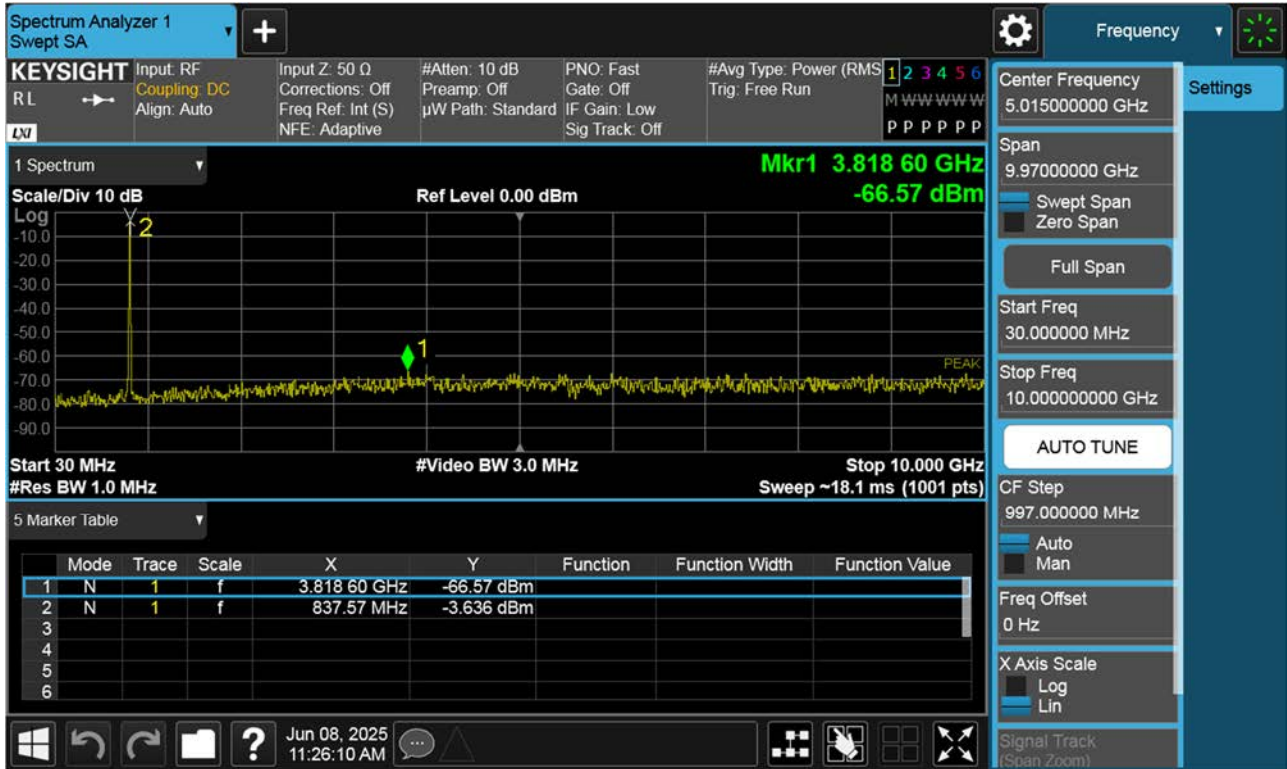 Spectrum Analyzer 1
Swept SA
+
Frequency
KEYSIGHT
RL
LXI
Input: RF
Coupling: DC
Align: Auto
Input Z: 50 Ω
Corrections: Off
Freq Ref: Int (S)
NFE: Adaptive
#Atten: 10 dB
Preamp: Off
µW Path: Standard
PNO: Fast
Gate: Off
IF Gain: Low
Sig Track: Off
#Avg Type: Power (RMS
Trig: Free Run
1 2 3 4 5 6
M W W W W W
P P P P P P
1 Spectrum
Mkr1 3.818 60 GHz
-66.57 dBm
Scale/Div 10 dB
Ref Level 0.00 dBm
Log
2
-10.0
-20.0
-30.0
-40.0
-50.0
1
-60.0
PEAK
-70.0
-80.0
-90.0
Start 30 MHz
#Video BW 3.0 MHz
Stop 10.000 GHz
#Res BW 1.0 MHz
Sweep ~18.1 ms (1001 pts)
5 Marker Table
Mode Trace Scale X Y Function Function Width Function Value
1 N 1 f 3.818 60 GHz -66.57 dBm
2 N 1 f 837.57 MHz -3.636 dBm
3
4
5
6
Center Frequency
5.015000000 GHz
Settings
Span
9.97000000 GHz
Swept Span
Zero Span
Full Span
Start Freq
30.000000 MHz
Stop Freq
10.000000000 GHz
AUTO TUNE
CF Step
997.000000 MHz
Auto
Man
Freq Offset
0 Hz
X Axis Scale
Log
Lin
Signal Track
(Span Zoom)
?
Jun 08, 2025
11:26:10 AM